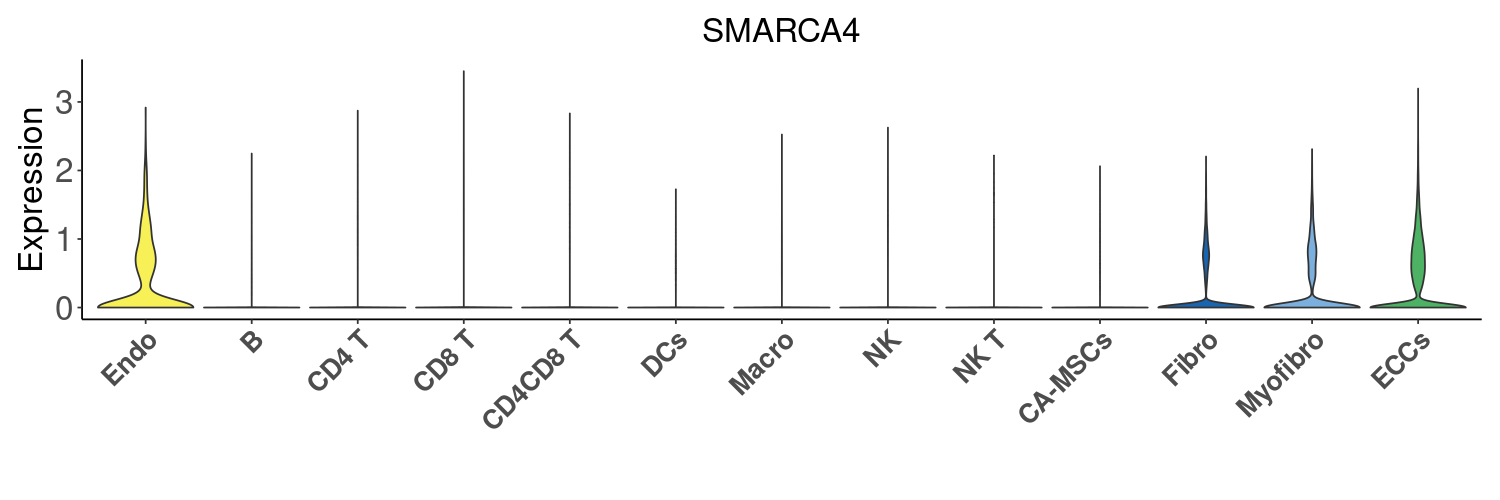 SMARCA4
Expression
3
2
1
0
Endo
B
CD4 T
CD8 T
CD4CD8 T
DCs
Macro
NK
NK T
CA-MSCs
Fibro
Myofibro
ECCs